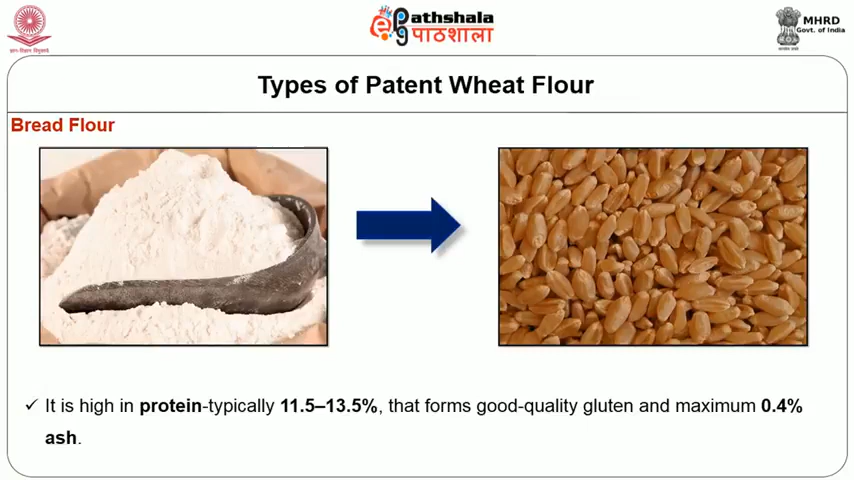 ePathshala
पाठशाला
MHRD
Govt. of India
Types of Patent Wheat Flour
Bread Flour
✓ It is high in protein-typically 11.5–13.5%, that forms good-quality gluten and maximum 0.4%
ash.